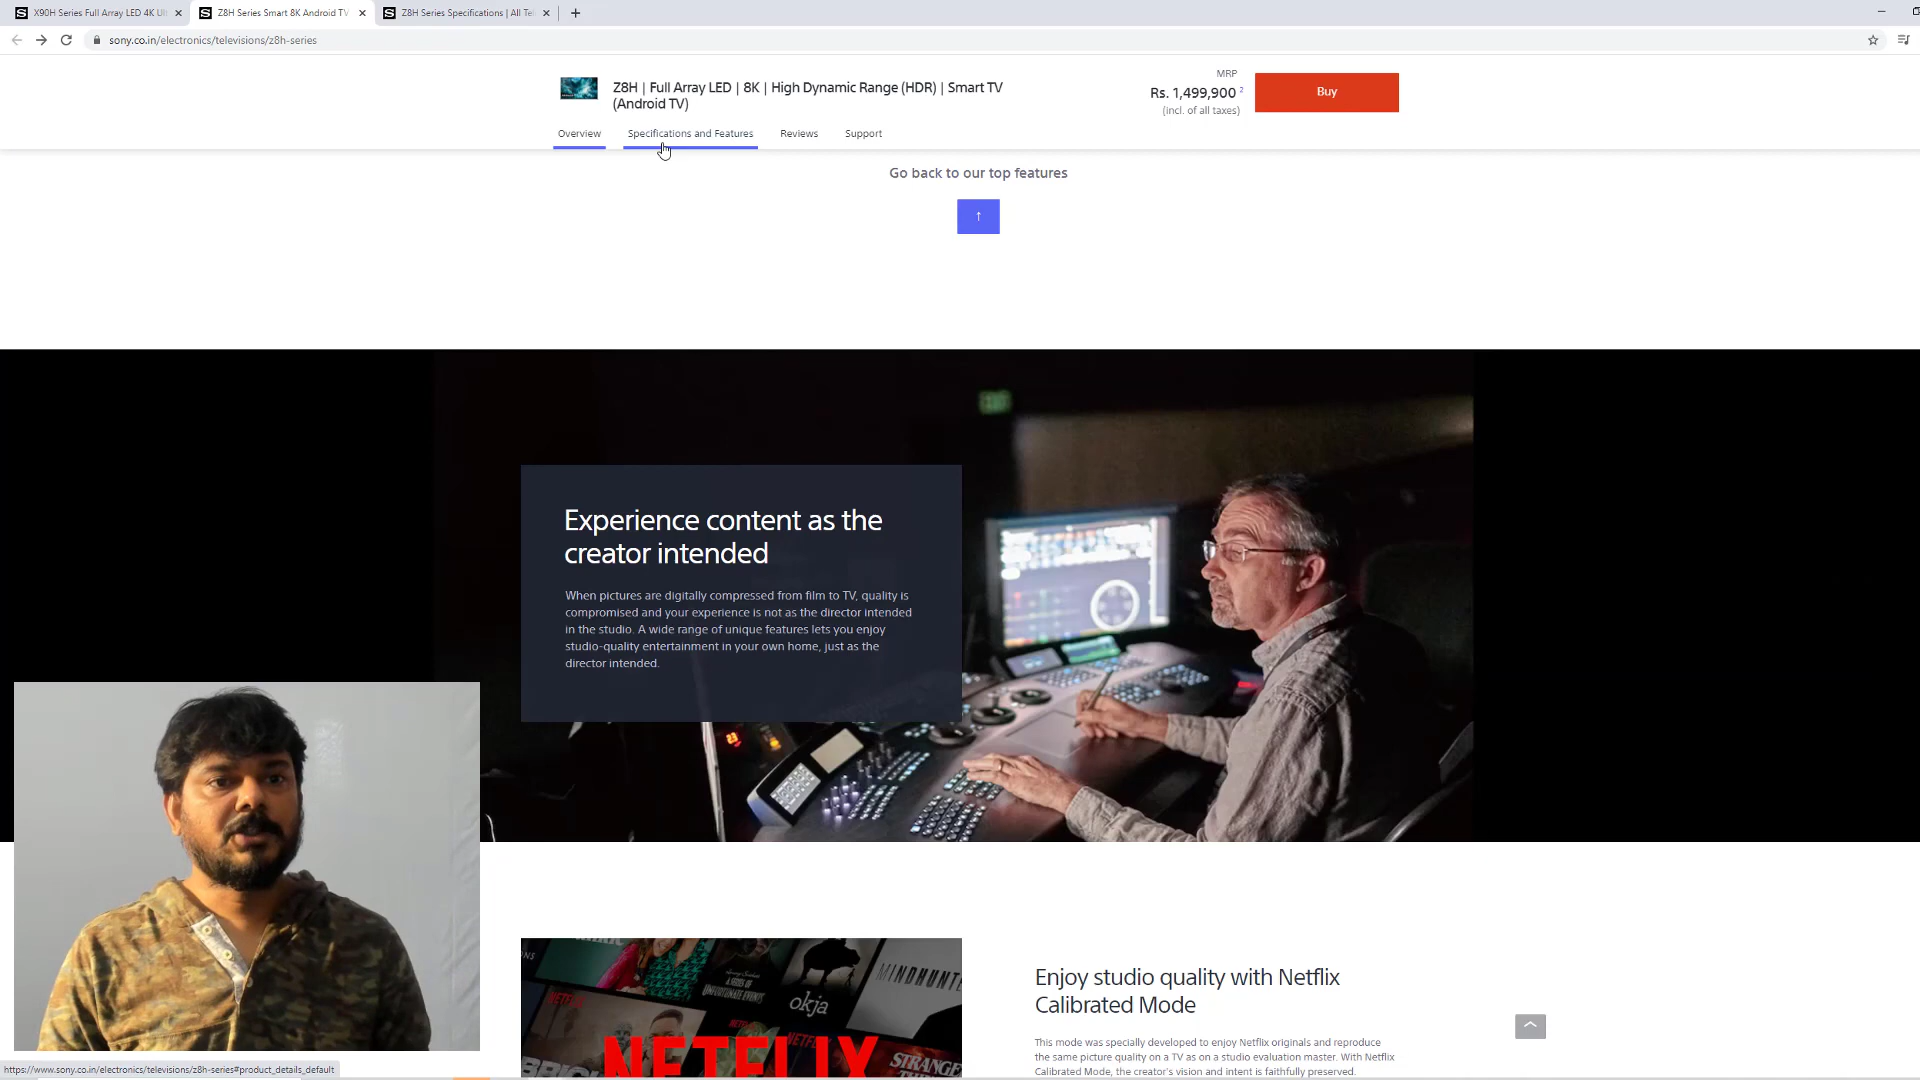 X90H Series Full Array LED 4K Ul
Z8H Series Smart 8K Android TV
Z8H Series Specifications | All Tel
sony.co.in/electronics/televisions/z8h-series
Z8H | Full Array LED | 8K | High Dynamic Range (HDR) | Smart TV
(Android TV)
MRP
Rs. 1,499,900 2
(incl. of all taxes)
Buy
Overview
Specifications and Features
Reviews
Support
Go back to our top features
Experience content as the
creator intended
When pictures are digitally compressed from film to TV, quality is
compromised and your experience is not as the director intended
in the studio. A wide range of unique features lets you enjoy
studio-quality entertainment in your own home, just as the
director intended.
MINDHUNT
okja
NETFLIX
NETFLIX
STRANGE
Enjoy studio quality with Netflix
Calibrated Mode
This mode was specially developed to enjoy Netflix originals and reproduce
the same picture quality on a TV as on a studio evaluation master. With Netflix
Calibrated Mode, the creator's vision and intent is faithfully preserved.
https://www.sony.co.in/electronics/televisions/z8h-series#product_details_default